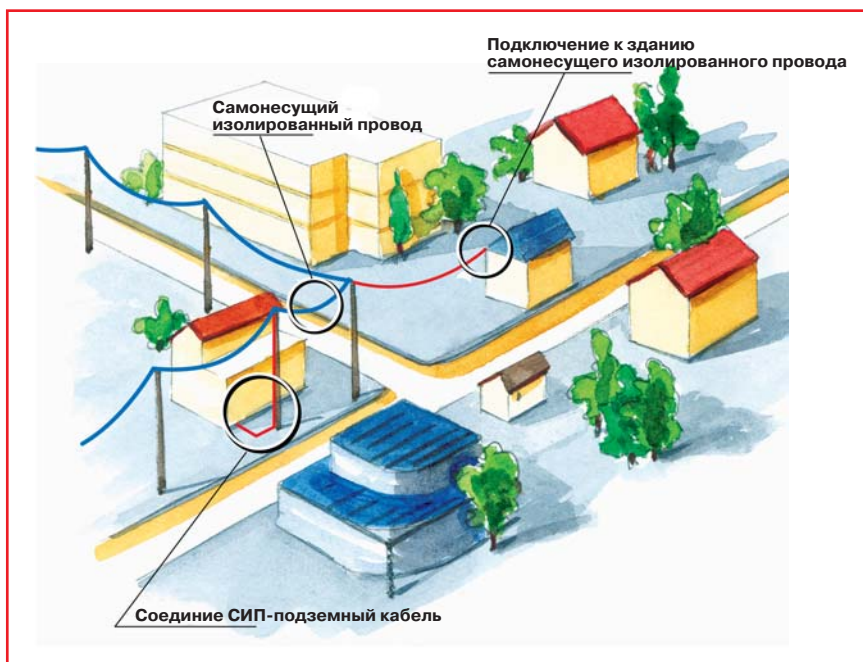 Подключение к зданию
самонесущего изолированного провода
Самонесущий
изолированный провод
Соединие СИП-подземный кабель